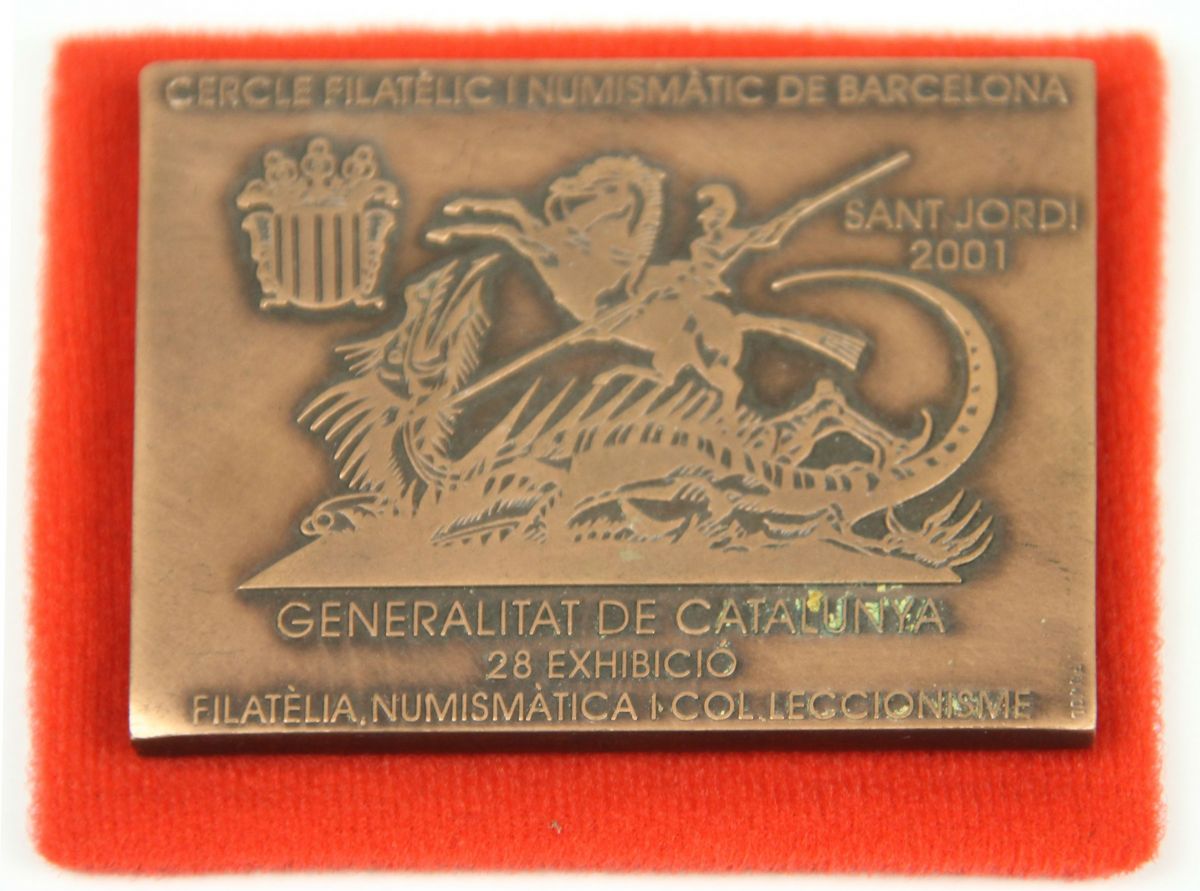 CERCLE FILATÈLIC I NUMISMÀTIC DE BARCELONA
SANT JORDI
2001
GENERALITAT DE CATALUNYA
28 EXHIBICIÓ
FILATÈLIA, NUMISMÀTICA I COL.LECCIONISME